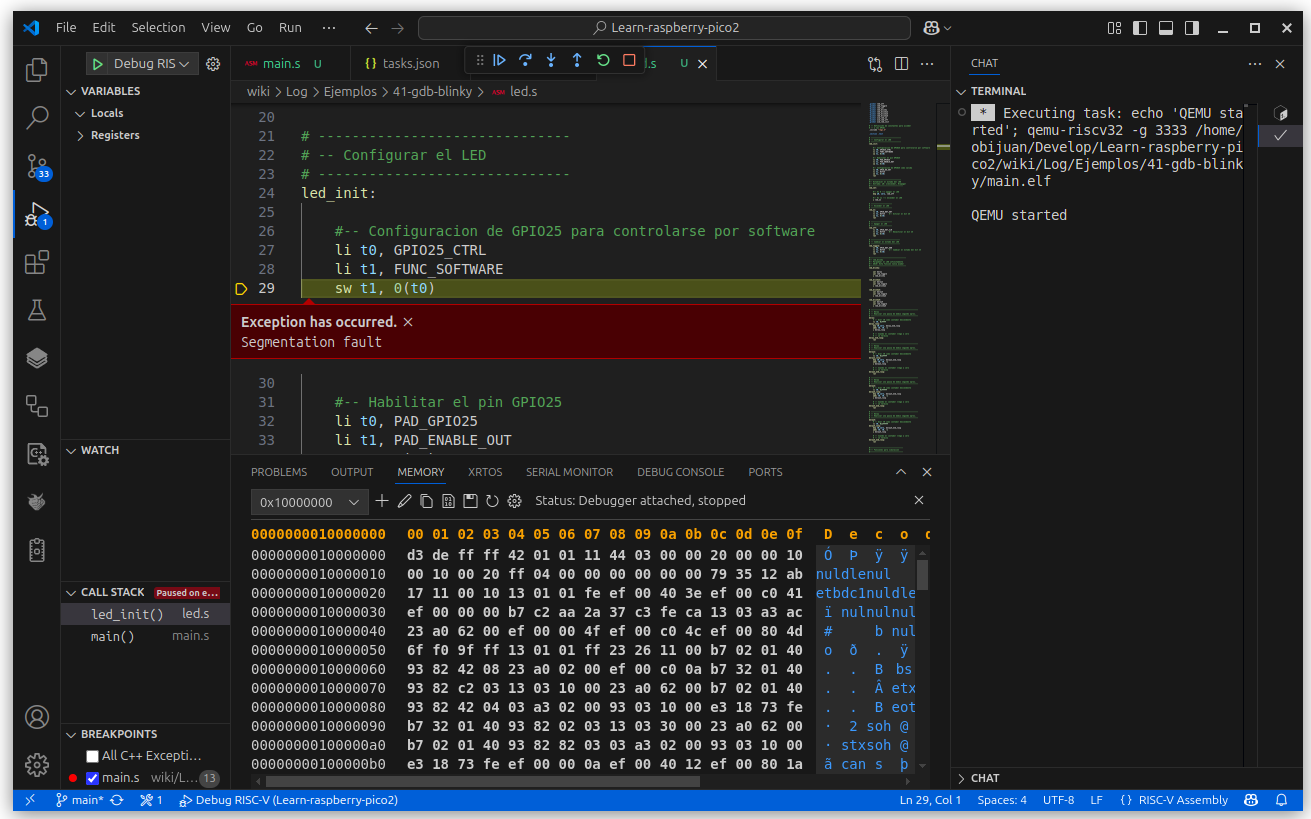 File Edit Selection View Go Run ··· Learn-raspberry-pico2
Debug RIS
ASM main.s U {} tasks.json .s U
VARIABLES
Locals
Registers
WATCH
CALL STACK Paused on e...
led_init() led.s
main() main.s
BREAKPOINTS
All C++ Excepti...
main.s wiki/L... 13
33
1
wiki > Log > Ejemplos > 41-gdb-blinky > ASM led.s
20
21 # ------------------------------
22 # -- Configurar el LED
23 # ------------------------------
24 led_init:
25
26 #-- Configuracion de GPIO25 para controlarse por software
27 li t0, GPIO25_CTRL
28 li t1, FUNC_SOFTWARE
29 sw t1, 0(t0)
Exception has occurred.
Segmentation fault
30
31 #-- Habilitar el pin GPIO25
32 li t0, PAD_GPIO25
33 li t1, PAD_ENABLE_OUT
PROBLEMS OUTPUT MEMORY XRTOS SERIAL MONITOR DEBUG CONSOLE PORTS
0x10000000 Status: Debugger attached, stopped
0000000010000000 00 01 02 03 04 05 06 07 08 09 0a 0b 0c 0d 0e 0f D e c o d
0000000010000000 d3 de ff ff 42 01 01 11 44 03 00 00 20 00 00 10 Ó Þ ÿ ÿ
0000000010000010 00 10 00 20 ff 04 00 00 00 00 00 00 79 35 12 ab nuldlenul
0000000010000020 17 11 00 10 13 01 01 fe ef 00 40 3e ef 00 c0 41 etbdc1nuldle
0000000010000030 ef 00 00 00 b7 c2 aa 2a 37 c3 fe ca 13 03 a3 ac ï nulnulnul
0000000010000040 23 a0 62 00 ef 00 00 4f ef 00 c0 4c ef 00 80 4d # b nul
0000000010000050 6f f0 9f ff 13 01 01 ff 23 26 11 00 b7 02 01 40 o ð . ÿ
0000000010000060 93 82 42 08 23 a0 02 00 ef 00 c0 0a b7 32 01 40 . . B bs
0000000010000070 93 82 c2 03 13 03 10 00 23 a0 62 00 b7 02 01 40 . . Â etx
0000000010000080 93 82 42 04 03 a3 02 00 93 03 10 00 e3 18 73 fe . . B eot
0000000010000090 b7 32 01 40 93 82 02 03 13 03 30 00 23 a0 62 00 · 2 soh @
00000000100000a0 b7 02 01 40 93 82 82 03 03 a3 02 00 93 03 10 00 · stxsoh @
00000000100000b0 e3 18 73 fe ef 00 00 0a ef 00 40 12 ef 00 80 1a ã can s þ
CHAT
TERMINAL
* Executing task: echo 'QEMU sta
rted'; qemu-riscv32 -g 3333 /home/
obijuan/Develop/Learn-raspberry-pi
co2/wiki/Log/Ejemplos/41-gdb-blink
y/main.elf
QEMU started
CHAT
main* 1 Debug RISC-V (Learn-raspberry-pico2) Ln 29, Col 1 Spaces: 4 UTF-8 LF {} RISC-V Assembly